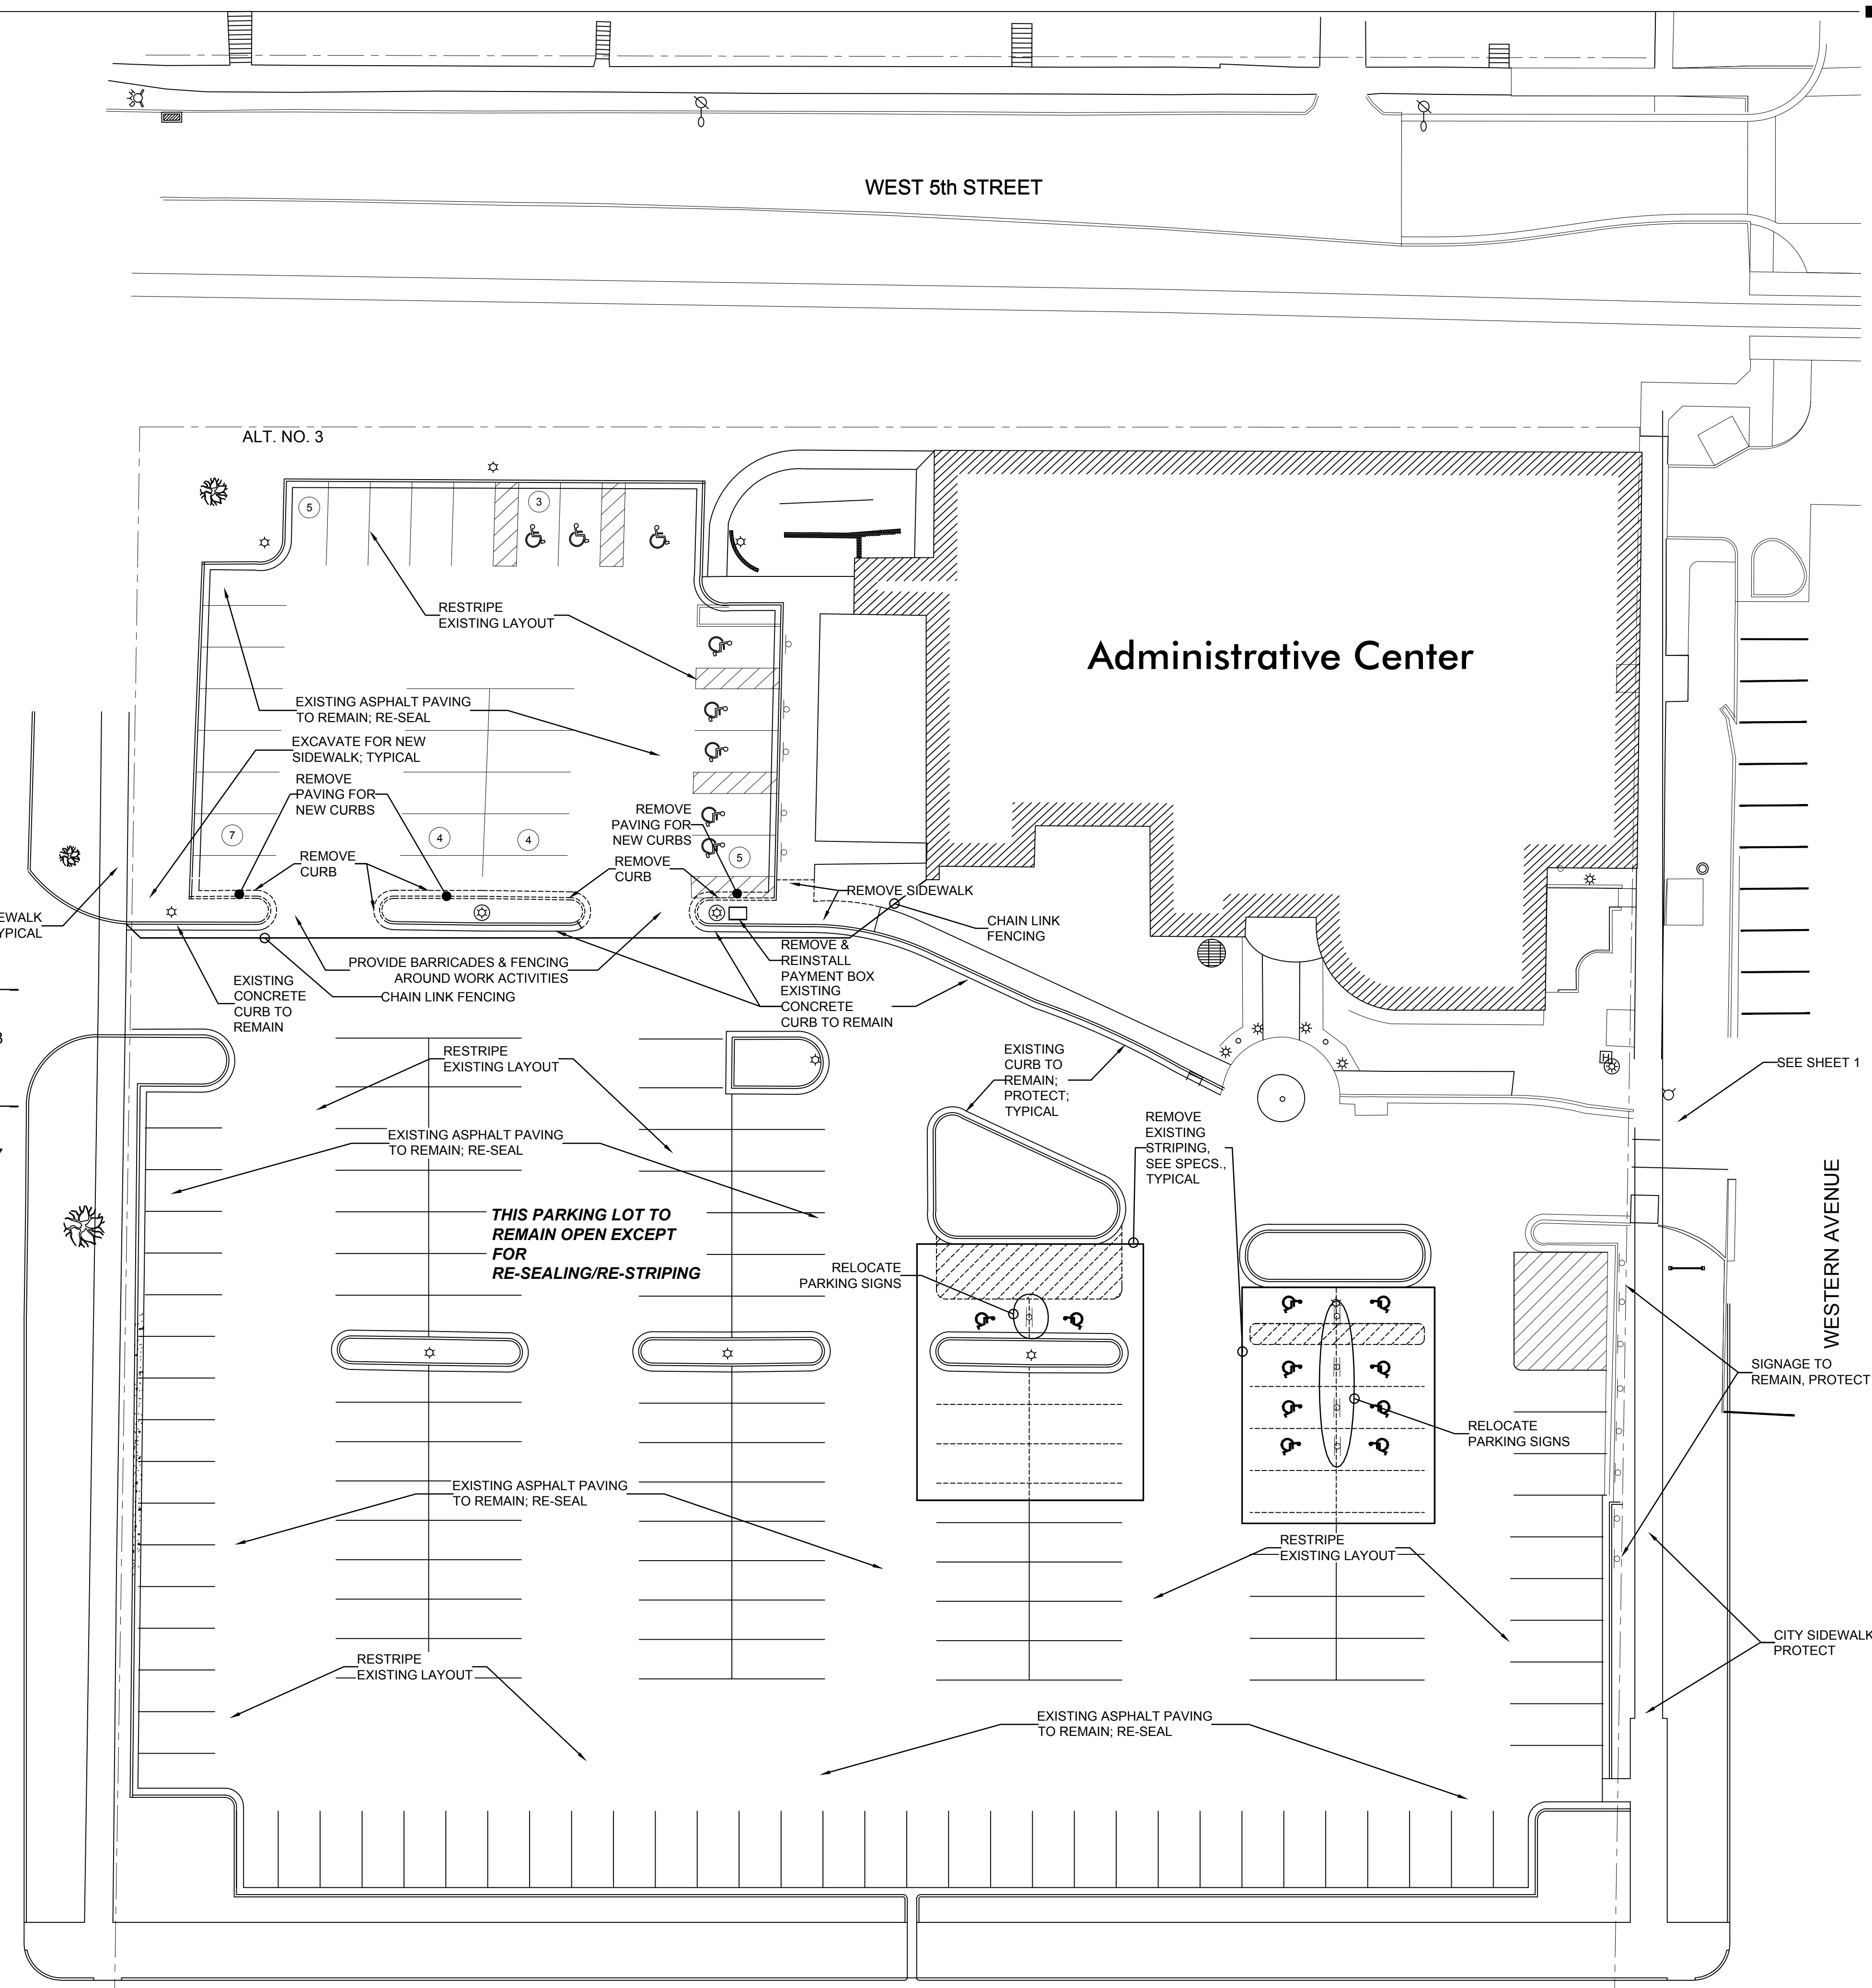 WEST 5th STREET
ALT. NO. 3
5
3
RESTRIPE
EXISTING LAYOUT
Administrative Center
EXISTING ASPHALT PAVING
TO REMAIN; RE-SEAL
EXCAVATE FOR NEW
SIDEWALK; TYPICAL
REMOVE
PAVING FOR
NEW CURBS
REMOVE
PAVING FOR
NEW CURBS
7
4
4
5
REMOVE
CURB
REMOVE
CURB
REMOVE SIDEWALK
CHAIN LINK
FENCING
EWALK
YPICAL
REMOVE &
REINSTALL
PAYMENT BOX
PROVIDE BARRICADES & FENCING
AROUND WORK ACTIVITIES
EXISTING
CONCRETE
CURB TO
REMAIN
CHAIN LINK FENCING
EXISTING
CONCRETE
CURB TO REMAIN
RESTRIPE
EXISTING LAYOUT
EXISTING
CURB TO
REMAIN;
PROTECT;
TYPICAL
H
SEE SHEET 1
REMOVE
EXISTING
STRIPING,
SEE SPECS.,
TYPICAL
EXISTING ASPHALT PAVING
TO REMAIN; RE-SEAL
WESTERN AVENUE
THIS PARKING LOT TO
REMAIN OPEN EXCEPT
FOR
RE-SEALING/RE-STRIPING
RELOCATE
PARKING SIGNS
SIGNAGE TO
REMAIN, PROTECT
RELOCATE
PARKING SIGNS
EXISTING ASPHALT PAVING
TO REMAIN; RE-SEAL
RESTRIPE
EXISTING LAYOUT
CITY SIDEWALK
PROTECT
RESTRIPE
EXISTING LAYOUT
EXISTING ASPHALT PAVING
TO REMAIN; RE-SEAL